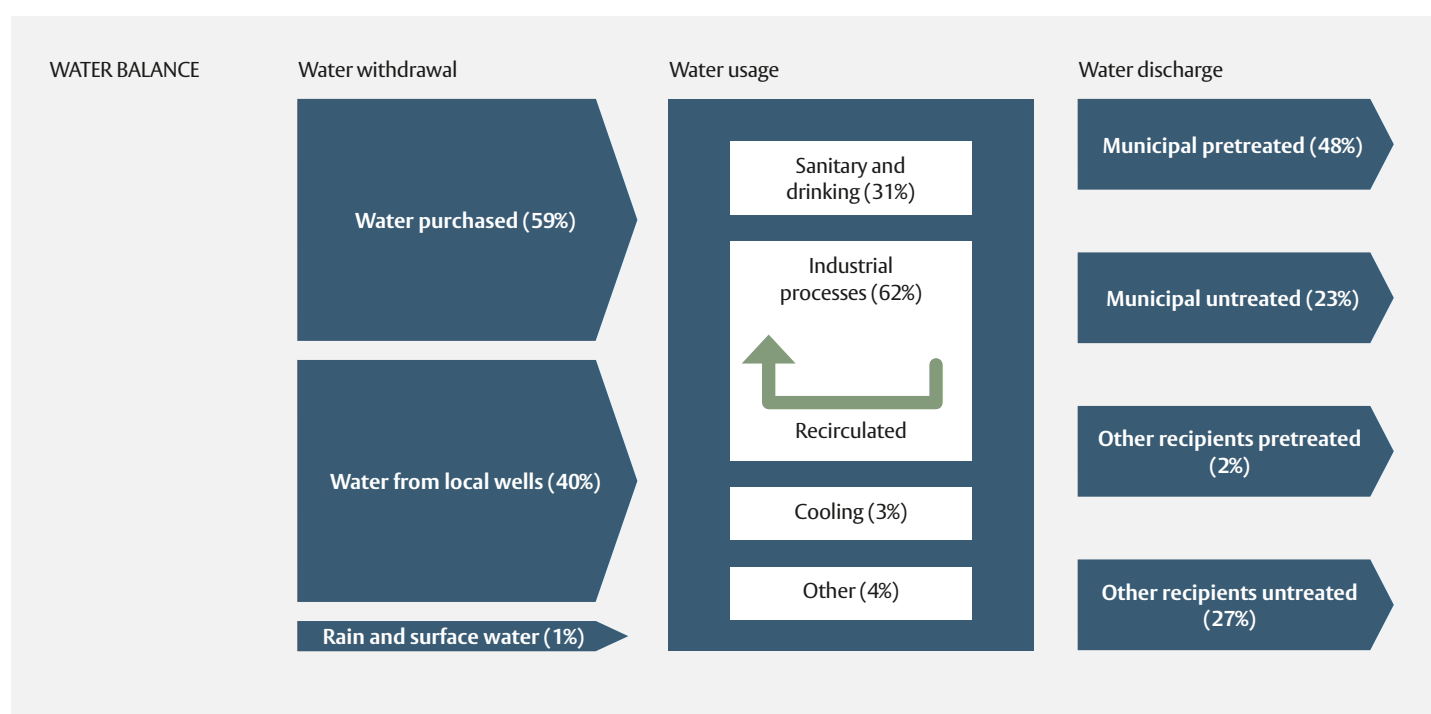 WATER BALANCE
Water withdrawal
Water usage
Water discharge
Water purchased (59%)
Water from local wells (40%)
Rain and surface water (1%)
Sanitary and
drinking (31%)
Industrial
processes (62%)
Recirculated
Cooling (3%)
Other (4%)
Municipal pretreated (48%)
Municipal untreated (23%)
Other recipients pretreated
(2%)
Other recipients untreated
(27%)